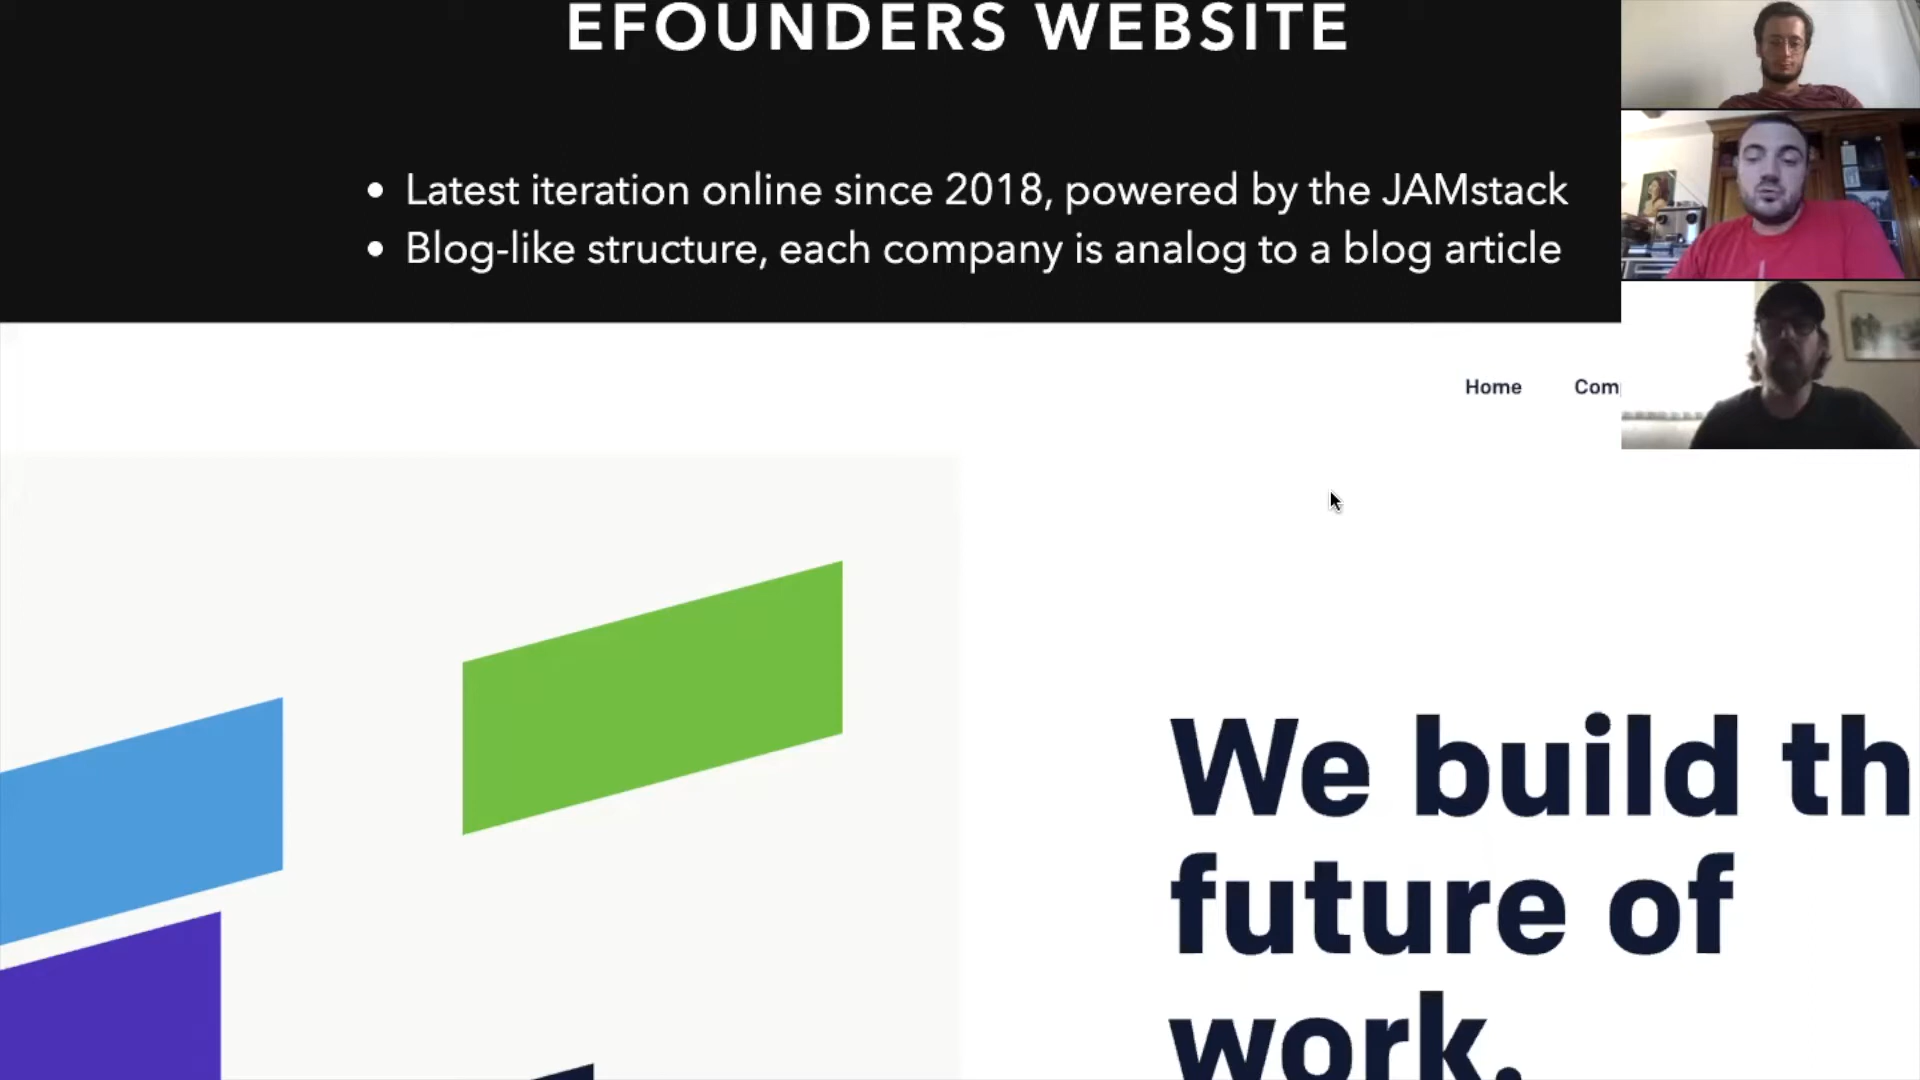 EFOUNDERS WEBSITE
• Latest iteration online since 2018, powered by the JAMstack
• Blog-like structure, each company is analog to a blog article
Home Com
We build th
future of
work.